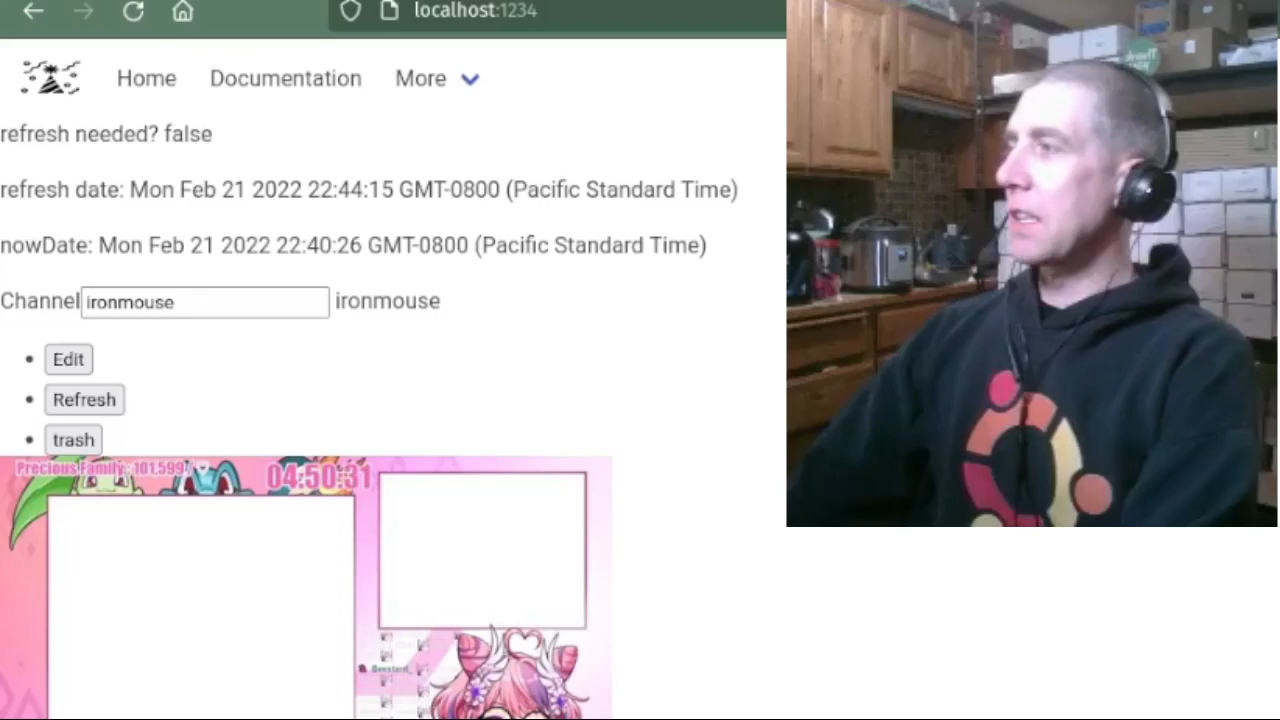 localhost:1234
Home Documentation More
refresh needed? false
refresh date: Mon Feb 21 2022 22:44:15 GMT-0800 (Pacific Standard Time)
nowDate: Mon Feb 21 2022 22:40:26 GMT-0800 (Pacific Standard Time)
Channel ironmouse ironmouse
Edit
Refresh
trash
Precious Family: 101,599
04:50:31